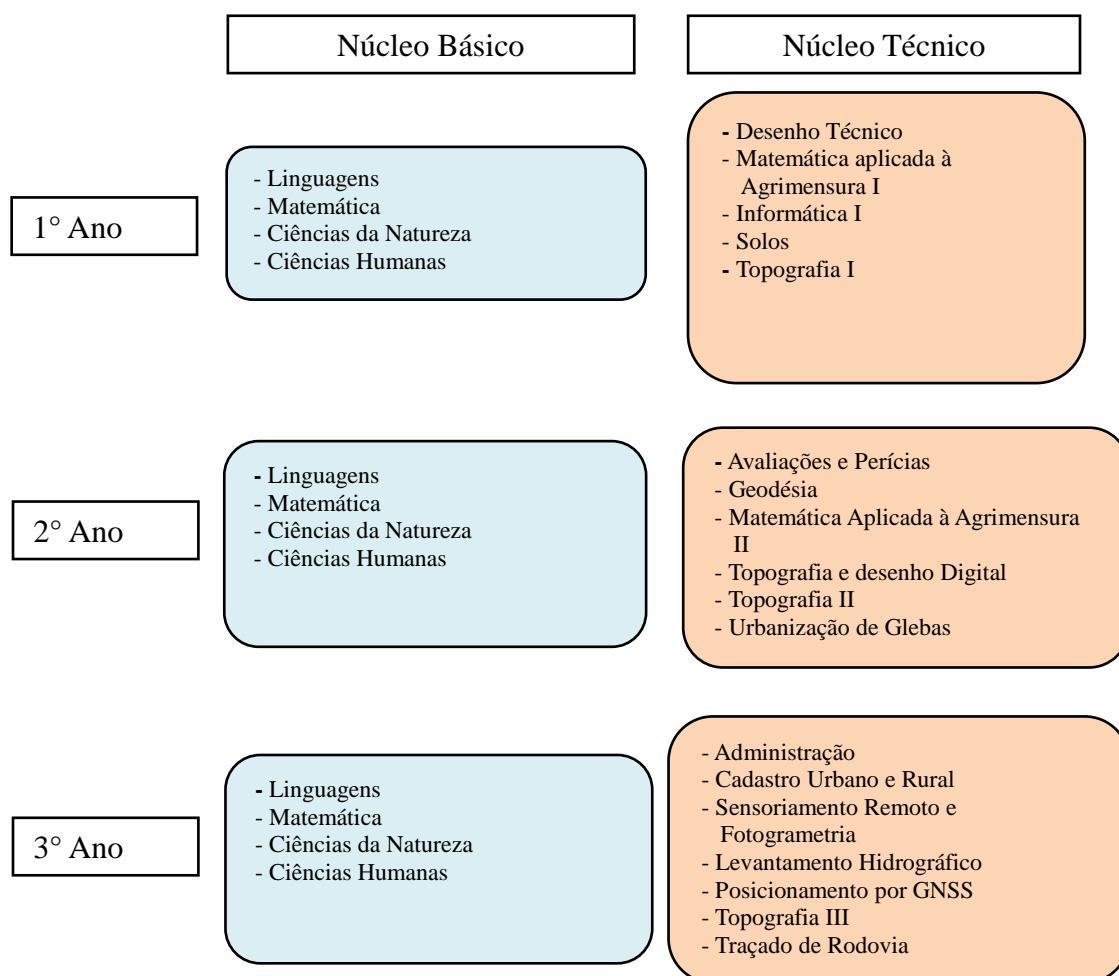 Núcleo Básico
Núcleo Técnico
1° Ano
- Linguagens
- Matemática
- Ciências da Natureza
- Ciências Humanas
- Desenho Técnico
- Matemática aplicada à
Agrimensura I
- Informática I
- Solos
- Topografia I
2° Ano
- Linguagens
- Matemática
- Ciências da Natureza
- Ciências Humanas
- Avaliações e Perícias
- Geodésia
- Matemática Aplicada à Agrimensura
II
- Topografia e desenho Digital
- Topografia II
- Urbanização de Glebas
3° Ano
- Linguagens
- Matemática
- Ciências da Natureza
- Ciências Humanas
- Administração
- Cadastro Urbano e Rural
- Sensoriamento Remoto e
Fotogrametria
- Levantamento Hidrográfico
- Posicionamento por GNSS
- Topografia III
- Traçado de Rodovia